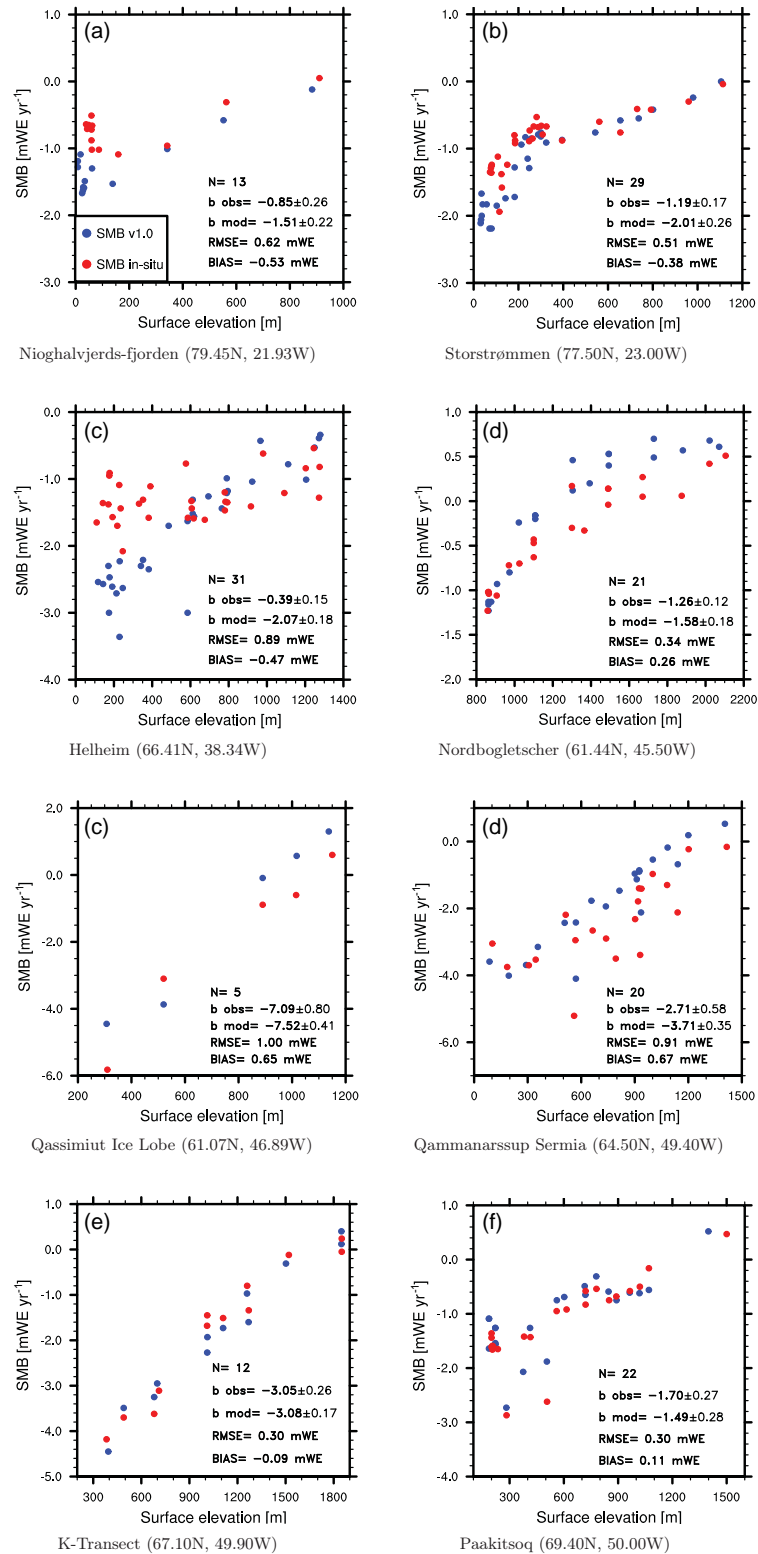 (a)
SMB [mWE yr-1]
1.0
0.0
-1.0
-2.0
-3.0
N= 13
b obs= −0.85±0.26
b mod= −1.51±0.22
RMSE= 0.62 mWE
BIAS= −0.53 mWE
SMB v1.0
SMB in-situ
0 200 400 600 800 1000
Surface elevation [m]
Nioghalvjerds-fjorden (79.45N, 21.93W)
(b)
SMB [mWE yr-1]
1.0
0.0
-1.0
-2.0
-3.0
N= 29
b obs= −1.19±0.17
b mod= −2.01±0.26
RMSE= 0.51 mWE
BIAS= −0.38 mWE
0 200 400 600 800 1000 1200
Surface elevation [m]
Storstrømmen (77.50N, 23.00W)
(c)
SMB [mWE yr-1]
0.0
-1.0
-2.0
-3.0
-4.0
N= 31
b obs= −0.39±0.15
b mod= −2.07±0.18
RMSE= 0.89 mWE
BIAS= −0.47 mWE
0 200 400 600 800 1000 1200 1400
Surface elevation [m]
Helheim (66.41N, 38.34W)
(d)
SMB [mWE yr-1]
1.0
0.5
0.0
-0.5
-1.0
-1.5
-2.0
N= 21
b obs= −1.26±0.12
b mod= −1.58±0.18
RMSE= 0.34 mWE
BIAS= 0.26 mWE
800 1000 1200 1400 1600 1800 2000 2200
Surface elevation [m]
Nordbogletscher (61.44N, 45.50W)
(c)
SMB [mWE yr-1]
2.0
0.0
-2.0
-4.0
-6.0
N= 5
b obs= −7.09±0.80
b mod= −7.52±0.41
RMSE= 1.00 mWE
BIAS= 0.65 mWE
200 400 600 800 1000 1200
Surface elevation [m]
Qassimiut Ice Lobe (61.07N, 46.89W)
(d)
SMB [mWE yr-1]
0.0
-2.0
-4.0
-6.0
N= 20
b obs= −2.71±0.58
b mod= −3.71±0.35
RMSE= 0.91 mWE
BIAS= 0.67 mWE
0 300 600 900 1200 1500
Surface elevation [m]
Qammanarssup Sermia (64.50N, 49.40W)
(e)
SMB [mWE yr-1]
1.0
0.0
-1.0
-2.0
-3.0
-4.0
-5.0
N= 12
b obs= −3.05±0.26
b mod= −3.08±0.17
RMSE= 0.30 mWE
BIAS= −0.09 mWE
300 600 900 1200 1500 1800
Surface elevation [m]
K-Transect (67.10N, 49.90W)
(f)
SMB [mWE yr-1]
1.0
0.0
-1.0
-2.0
-3.0
-4.0
N= 22
b obs= −1.70±0.27
b mod= −1.49±0.28
RMSE= 0.30 mWE
BIAS= 0.11 mWE
300 600 900 1200 1500
Surface elevation [m]
Paakitsoq (69.40N, 50.00W)